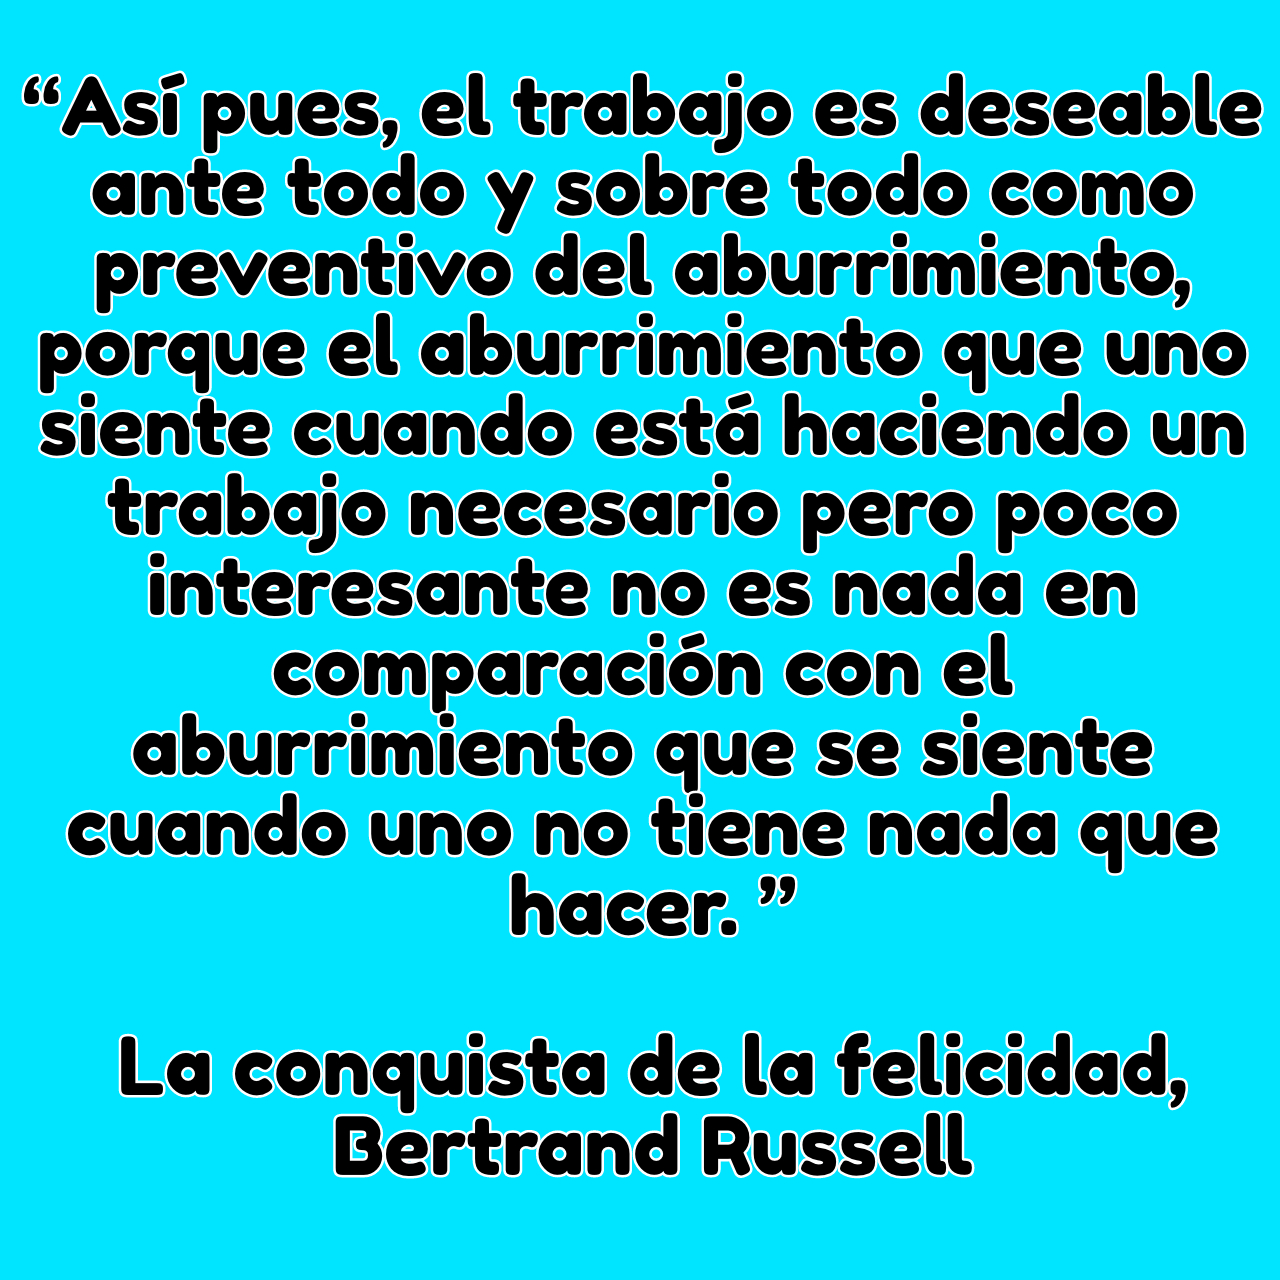 “Así pues, el trabajo es deseable
ante todo y sobre todo como
preventivo del aburrimiento,
porque el aburrimiento que uno
siente cuando está haciendo un
trabajo necesario pero poco
interesante no es nada en
comparación con el
aburrimiento que se siente
cuando uno no tiene nada que
hacer. ”
La conquista de la felicidad,
Bertrand Russell